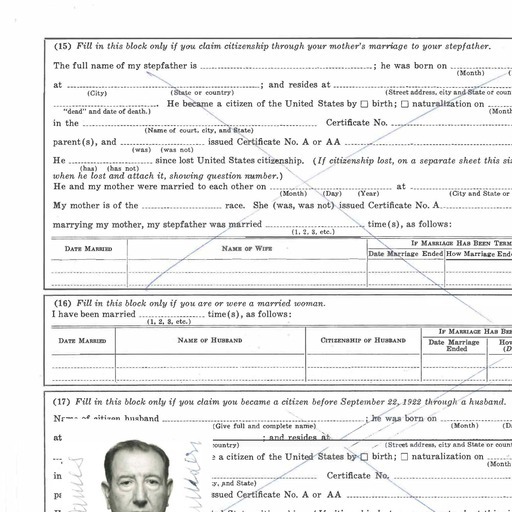 (15) Fill in this block only if you claim citizenship through your mother's marriage to your stepfather.
The full name of my stepfather is ; he was born on
(Month)
at ; and resides at
(City) (State or country) (Street address, city and State or coun
He became a citizen of the United States by ☐ birth; ☐ naturalization on
"dead" and date of death.) (Month
in the Certificate No.
(Name of court, city, and State)
parent(s), and issued Certificate No. A or AA
(was) (was not)
He since lost United States citizenship. (If citizenship lost, on a separate sheet this siz
(has) (has not)
when he lost and attach it, showing question number.)
He and my mother were married to each other on at
(Month) (Day) (Year) (City and State or
My mother is of the race. She (was, was not) issued Certificate No. A
marrying my mother, my stepfather was married time(s), as follows:
(1, 2, 3, etc.)
DATE MARRIED NAME OF WIFE IF MARRIAGE HAS BEEN TERM
Date Marriage Ended How Marriage Ende
(16) Fill in this block only if you are or were a married woman.
I have been married time(s), as follows:
(1, 2, 3, etc.)
DATE MARRIED NAME OF HUSBAND CITIZENSHIP OF HUSBAND IF MARRIAGE HAS BEE
Date Marriage Ended How
(D
(17) Fill in this block only if you claim you became a citizen before September 22, 1922 through a husband.
of citizen husband ; he was born on
(Give full and complete name) (Month) (D
at ; and resides at
ountry) (Street address, city and State or count
a citizen of the United States by ☐ birth; ☐ naturalization on
(Month
in Certificate No.
y, and State)
ssued Certificate No. A or AA
James